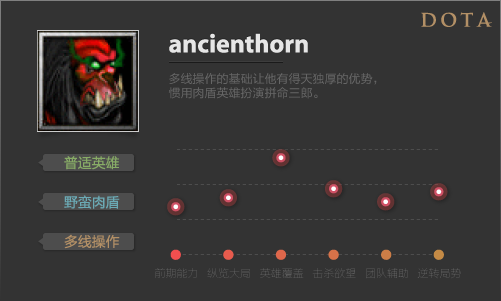 DOTA
ancienthorn
多线操作的基础让他有得天独厚的优势，
惯用肉盾英雄扮演拼命三郎。
普适英雄
野蛮肉盾
多线操作
前期能力 纵览大局 英雄覆盖 击杀欲望 团队辅助 逆转局势